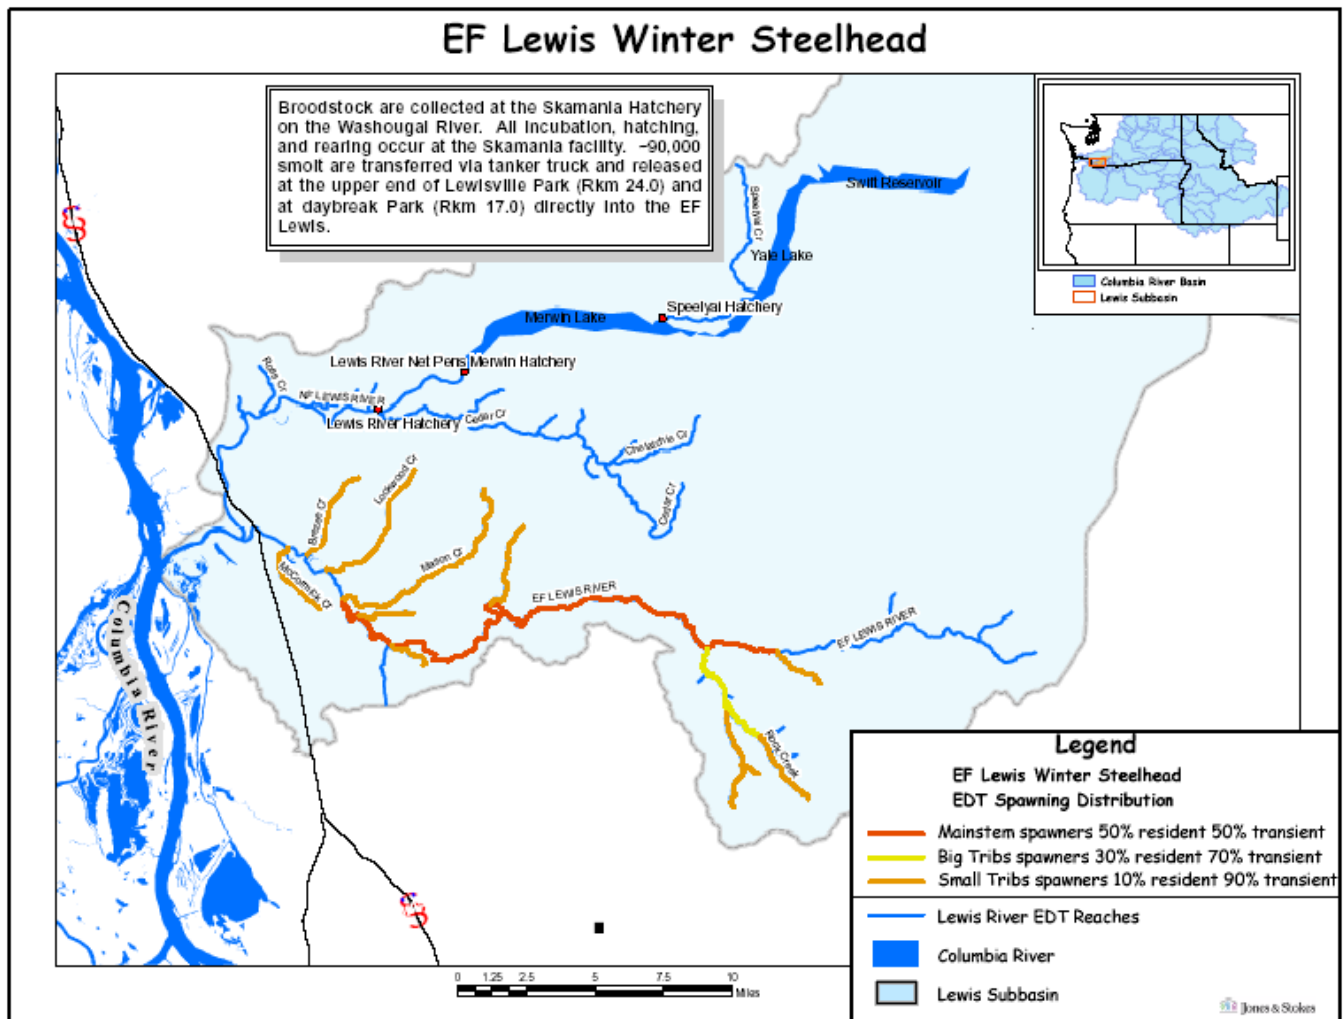 EF Lewis Winter Steelhead
Broodstock are collected at the Skamania Hatchery
on the Washougal River. All incubation, hatching,
and rearing occur at the Skamania facility. ~90,000
smolt are transferred via tanker truck and released
at the upper end of Lewisville Park (Rkm 24.0) and
at daybreak Park (Rkm 17.0) directly into the EF
Lewis.
Columbia River Basin
Lewis Subbasin
Swift Reservoir
Speelyai Cr
Yale Lake
Speelyai Hatchery
Merwin Lake
Lewis River Net Pens Merwin Hatchery
NF LEWIS RIVER
Lewis River Hatchery
Cedar Cr
Chelatchie Cr
Cedar Cr
Lockwood Cr
Mason Cr
McCormick Cr
EF LEWIS RIVER
EF LEWIS RIVER
Rock Creek
Columbia River
0 1.25 2.5 5 7.5 10
Miles
Legend
EF Lewis Winter Steelhead
EDT Spawning Distribution
Mainstem spawners 50% resident 50% transient
Big Tribs spawners 30% resident 70% transient
Small Tribs spawners 10% resident 90% transient
Lewis River EDT Reaches
Columbia River
Lewis Subbasin
Jones & Stokes